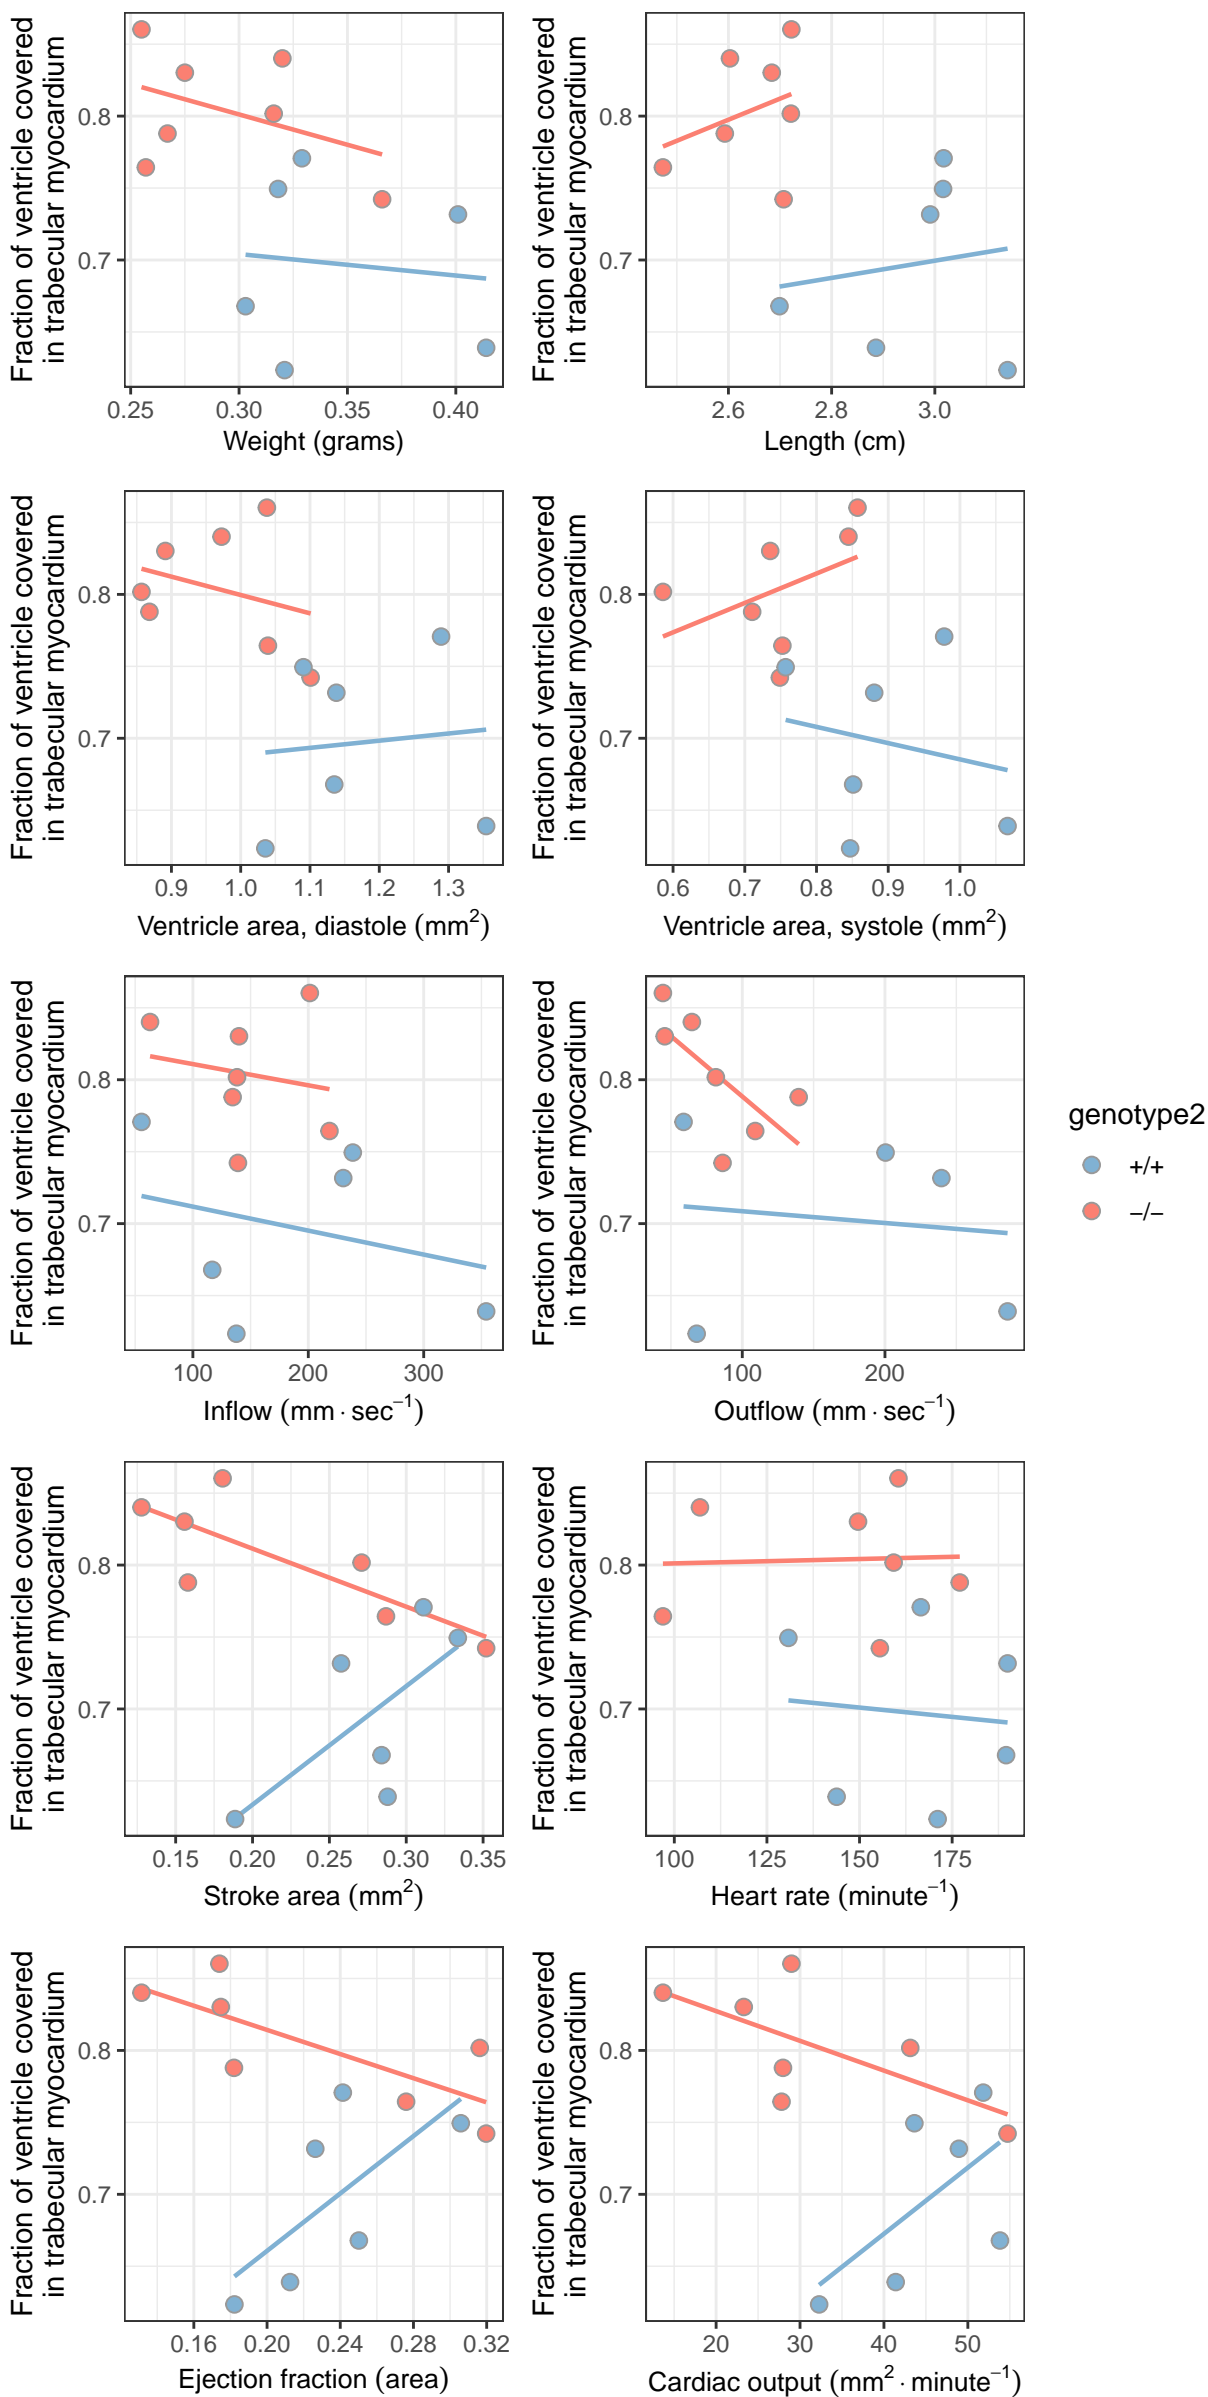 Fraction of ventricle covered
in trabecular myocardium
0.8
0.7
0.25 0.30 0.35 0.40
Weight (grams)
Fraction of ventricle covered
in trabecular myocardium
0.8
0.7
2.6 2.8 3.0
Length (cm)
Fraction of ventricle covered
in trabecular myocardium
0.8
0.7
0.9 1.0 1.1 1.2 1.3
Ventricle area, diastole (mm²)
Fraction of ventricle covered
in trabecular myocardium
0.8
0.7
0.6 0.7 0.8 0.9 1.0
Ventricle area, systole (mm²)
Fraction of ventricle covered
in trabecular myocardium
0.8
0.7
100 200 300
Inflow (mm · sec⁻¹)
Fraction of ventricle covered
in trabecular myocardium
0.8
0.7
100 200
Outflow (mm · sec⁻¹)
genotype2
+/+
−/−
Fraction of ventricle covered
in trabecular myocardium
0.8
0.7
0.15 0.20 0.25 0.30 0.35
Stroke area (mm²)
Fraction of ventricle covered
in trabecular myocardium
0.8
0.7
100 125 150 175
Heart rate (minute⁻¹)
Fraction of ventricle covered
in trabecular myocardium
0.8
0.7
0.16 0.20 0.24 0.28 0.32
Ejection fraction (area)
Fraction of ventricle covered
in trabecular myocardium
0.8
0.7
20 30 40 50
Cardiac output (mm² · minute⁻¹)